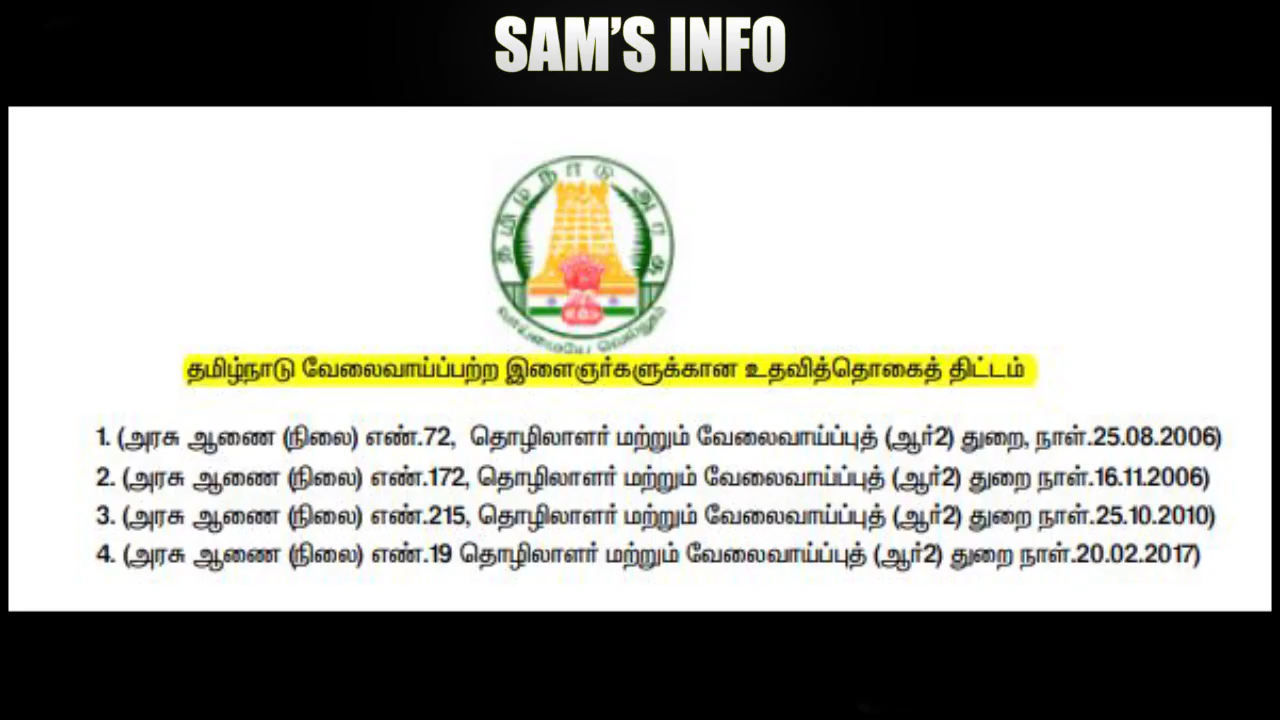 SAM'S INFO
தமிழ்நாடு அரசு
வாய்மையே வெல்லும்
தமிழ்நாடு வேலைவாய்ப்பற்ற இளைஞர்களுக்கான உதவித்தொகைத் திட்டம்
1. (அரசு ஆணை (நிலை) எண்.72, தொழிலாளர் மற்றும் வேலைவாய்ப்புத் (ஆர்2) துறை, நாள்.25.08.2006)
2. (அரசு ஆணை (நிலை) எண்.172, தொழிலாளர் மற்றும் வேலைவாய்ப்புத் (ஆர்2) துறை நாள்.16.11.2006)
3. (அரசு ஆணை (நிலை) எண்.215, தொழிலாளர் மற்றும் வேலைவாய்ப்புத் (ஆர்2) துறை நாள்.25.10.2010)
4. (அரசு ஆணை (நிலை) எண்.19 தொழிலாளர் மற்றும் வேலைவாய்ப்புத் (ஆர்2) துறை நாள்.20.02.2017)